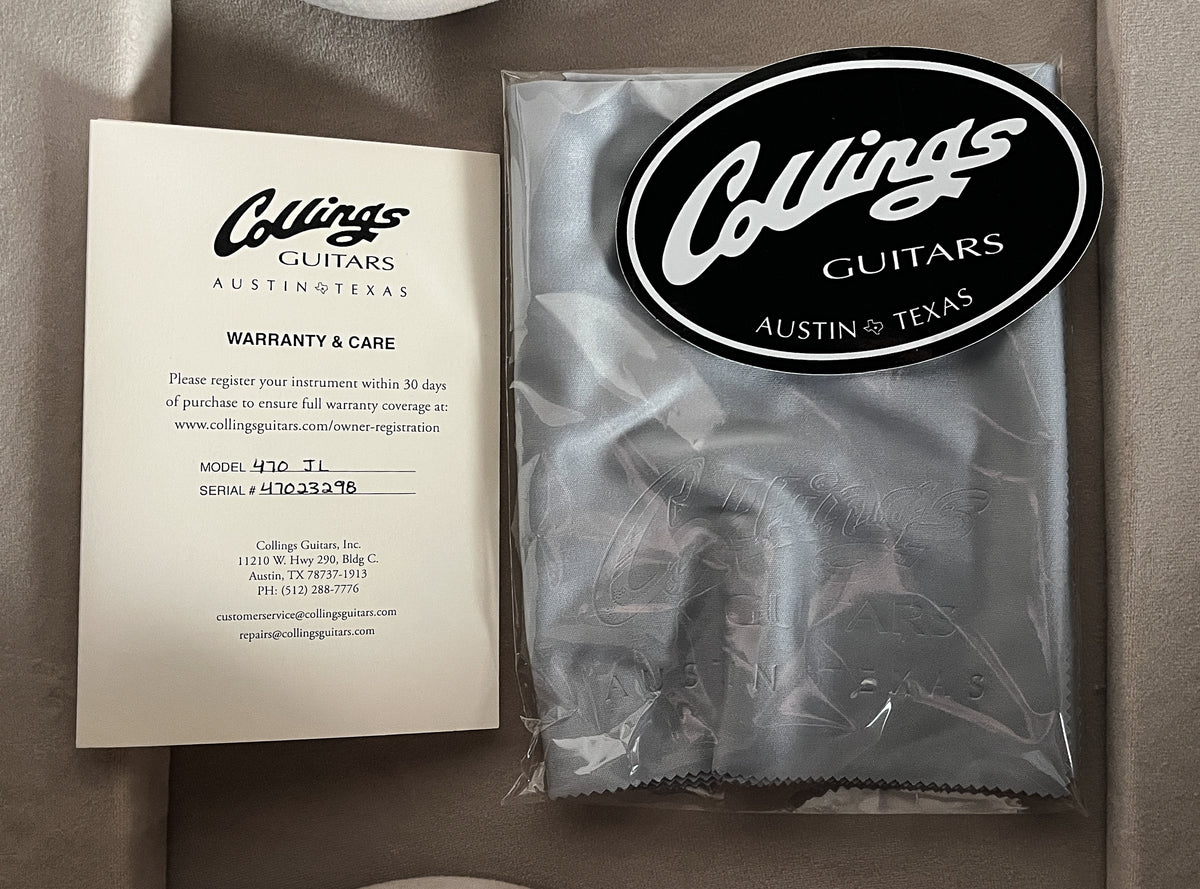 Collings
GUITARS
AUSTIN TEXAS
WARRANTY & CARE
Please register your instrument within 30 days
of purchase to ensure full warranty coverage at:
www.collingsguitars.com/owner-registration
MODEL 470 JL
SERIAL # 47023298
Collings Guitars, Inc.
11210 W. Hwy 290, Bldg C.
Austin, TX 78737-1913
PH: (512) 288-7776
customerservice@collingsguitars.com
repairs@collingsguitars.com
Collings
GUITARS
AUSTIN TEXAS
Collings
GUITARS
AUSTIN TEXAS